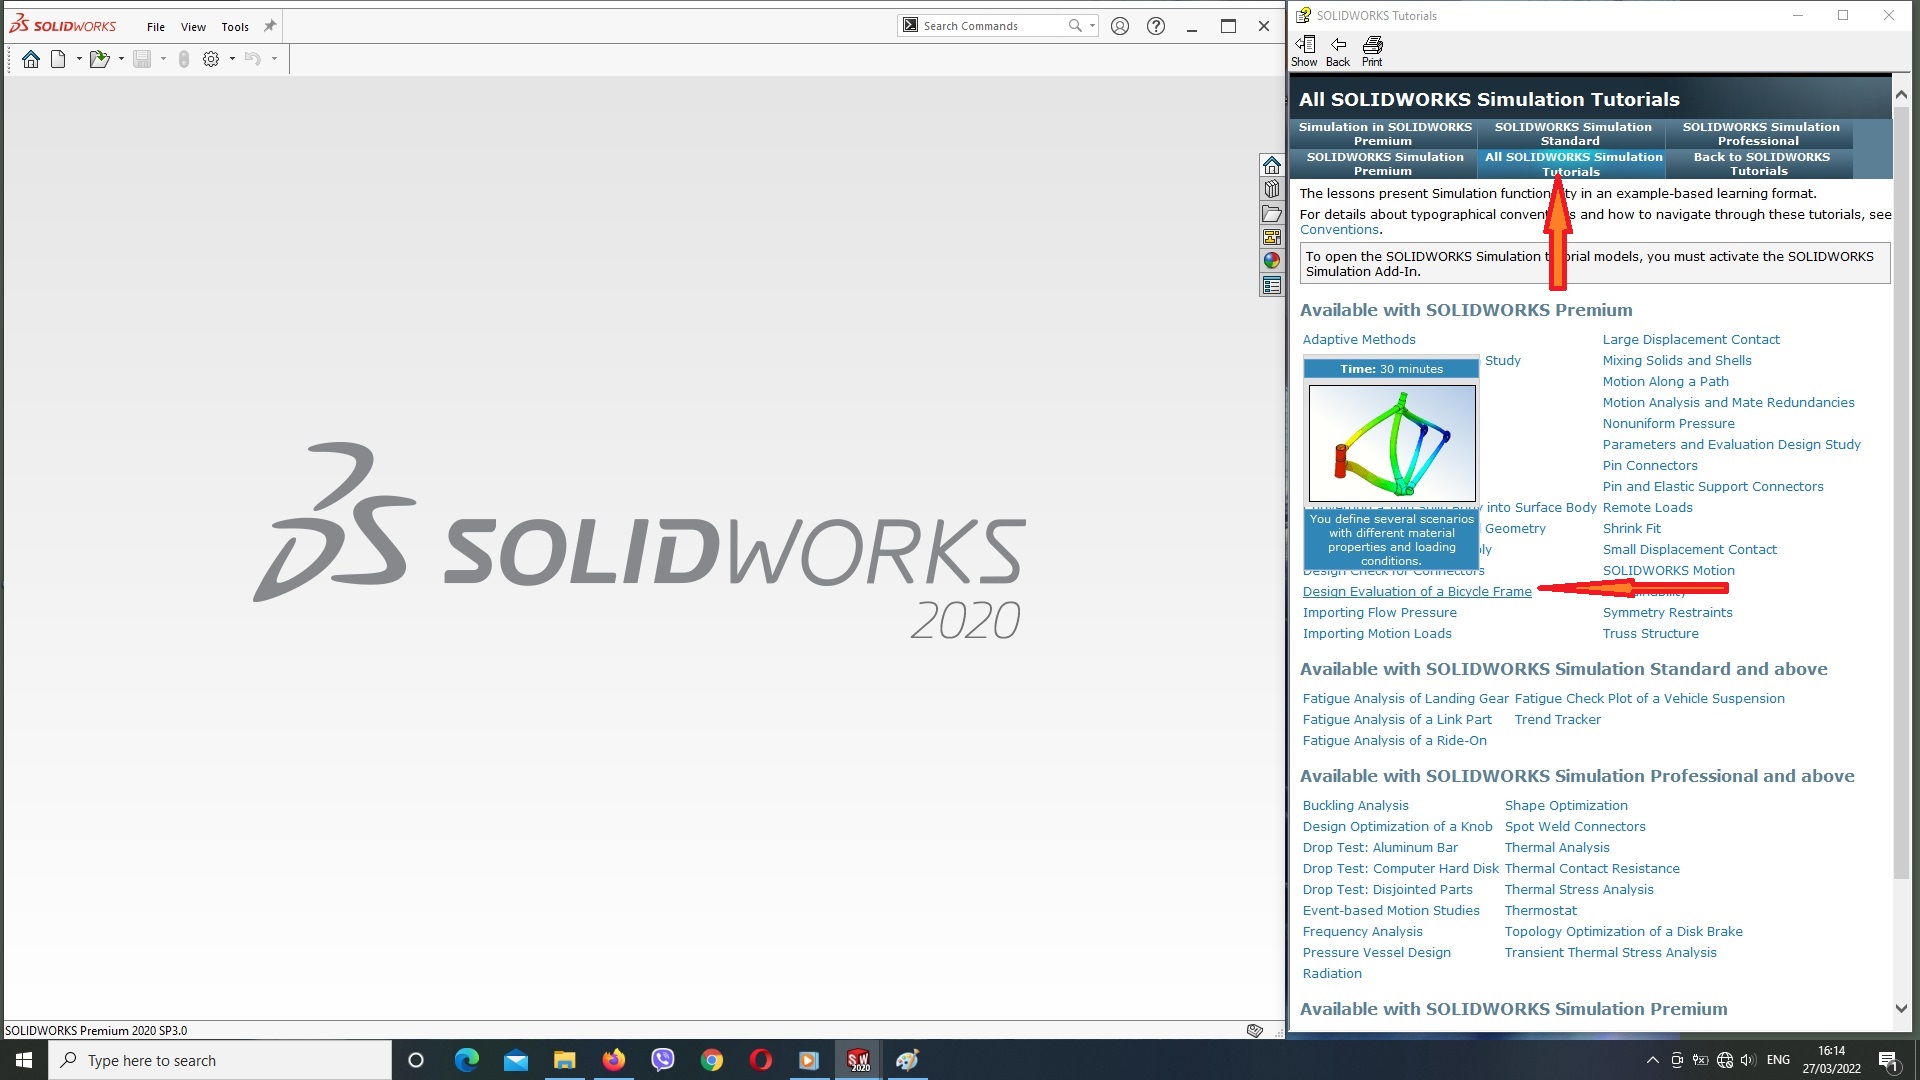 SOLIDWORKS
File View Tools
Search Commands
SOLIDWORKS
2020
SOLIDWORKS Premium 2020 SP3.0
SOLIDWORKS Tutorials
Show Back Print
All SOLIDWORKS Simulation Tutorials
Simulation in SOLIDWORKS Premium
SOLIDWORKS Simulation Standard
SOLIDWORKS Simulation Professional
SOLIDWORKS Simulation Premium
All SOLIDWORKS Simulation Tutorials
Back to SOLIDWORKS Tutorials
The lessons present Simulation functionality in an example-based learning format.
For details about typographical conventions and how to navigate through these tutorials, see
Conventions.
To open the SOLIDWORKS Simulation tutorial models, you must activate the SOLIDWORKS
Simulation Add-In.
Available with SOLIDWORKS Premium
Adaptive Methods
Study
Time: 30 minutes
into Surface Body
You define several scenarios
with different material
properties and loading
conditions.
Geometry
Design Check for Connectors
Design Evaluation of a Bicycle Frame
Importing Flow Pressure
Importing Motion Loads
Large Displacement Contact
Mixing Solids and Shells
Motion Along a Path
Motion Analysis and Mate Redundancies
Nonuniform Pressure
Parameters and Evaluation Design Study
Pin Connectors
Pin and Elastic Support Connectors
Remote Loads
Shrink Fit
Small Displacement Contact
SOLIDWORKS Motion
Symmetry Restraints
Truss Structure
Available with SOLIDWORKS Simulation Standard and above
Fatigue Analysis of Landing Gear
Fatigue Analysis of a Link Part
Fatigue Analysis of a Ride-On
Fatigue Check Plot of a Vehicle Suspension
Trend Tracker
Available with SOLIDWORKS Simulation Professional and above
Buckling Analysis
Design Optimization of a Knob
Drop Test: Aluminum Bar
Drop Test: Computer Hard Disk
Drop Test: Disjointed Parts
Event-based Motion Studies
Frequency Analysis
Pressure Vessel Design
Radiation
Shape Optimization
Spot Weld Connectors
Thermal Analysis
Thermal Contact Resistance
Thermal Stress Analysis
Thermostat
Topology Optimization of a Disk Brake
Transient Thermal Stress Analysis
Available with SOLIDWORKS Simulation Premium
Type here to search
SW
2020
ENG
16:14
27/03/2022
1